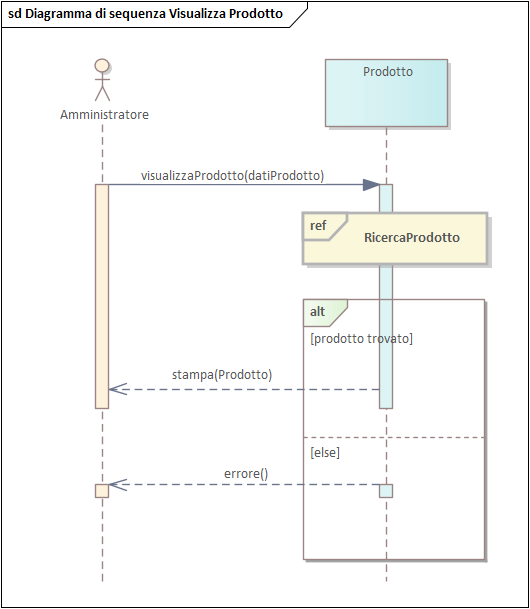 sd Diagramma di sequenza Visualizza Prodotto
Prodotto
Amministratore
visualizzaProdotto(datiProdotto)
ref
RicercaProdotto
alt
[prodotto trovato]
stampa(Prodotto)
[else]
errore()